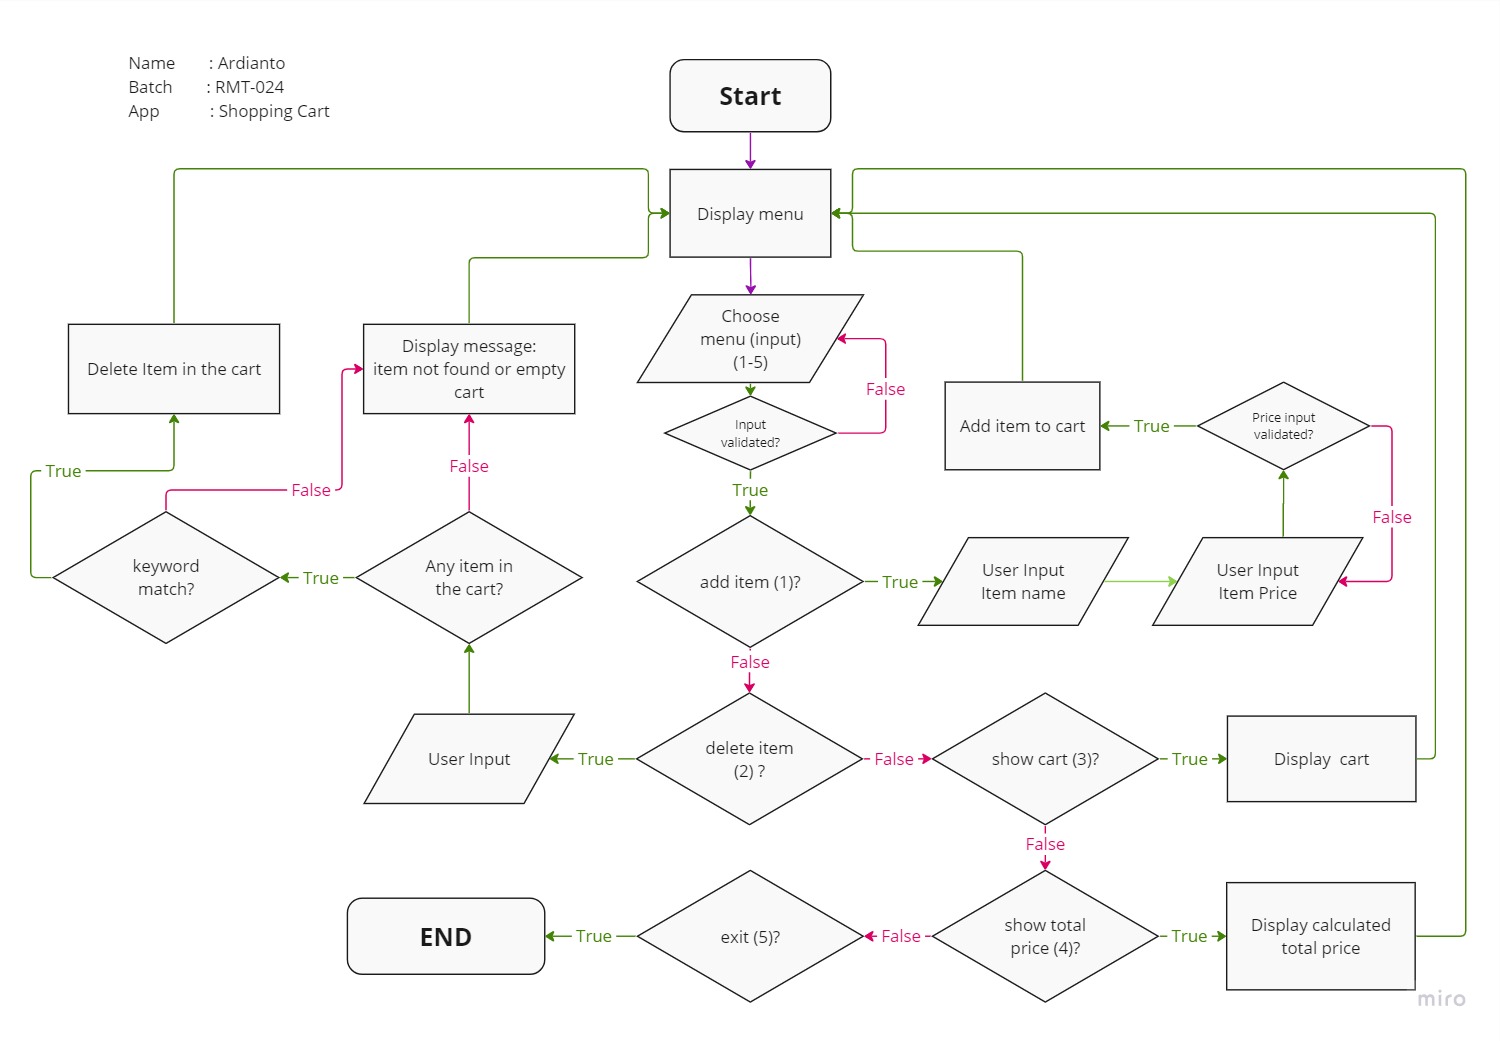 Name : Ardianto
Batch : RMT-024
App : Shopping Cart
Start
Display menu
Choose
menu (input)
(1-5)
False
Input
validated?
True
Delete Item in the cart
Display message:
item not found or empty
cart
Add item to cart
True
Price input
validated?
True
False
False
False
keyword
match?
True
Any item in
the cart?
add item (1)?
True
User Input
Item name
User Input
Item Price
False
User Input
True
delete item
(2) ?
False
show cart (3)?
True
Display cart
False
END
True
exit (5)?
False
show total
price (4)?
True
Display calculated
total price
miro